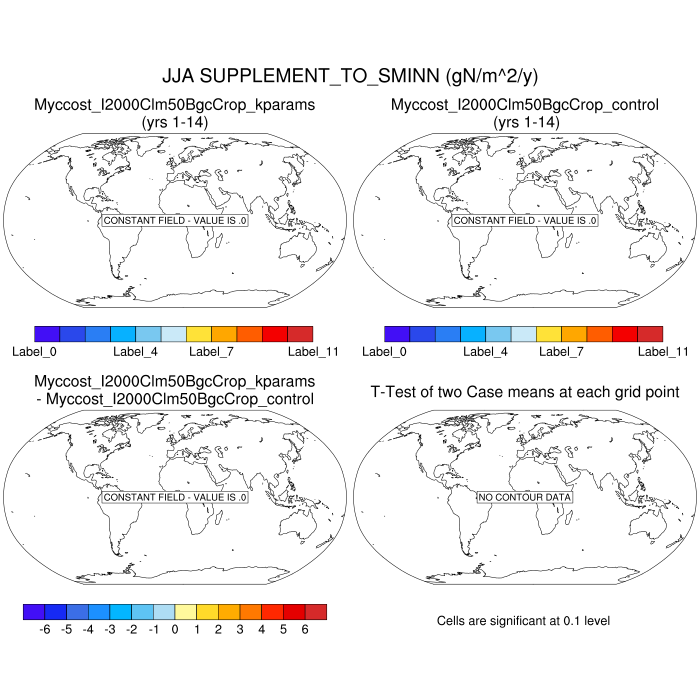 JJA SUPPLEMENT_TO_SMINN (gN/m^2/y)
Myccost_I2000Clm50BgcCrop_kparams
(yrs 1-14)
Myccost_I2000Clm50BgcCrop_control
(yrs 1-14)
CONSTANT FIELD - VALUE IS .0
CONSTANT FIELD - VALUE IS .0
Label_0 Label_4 Label_7 Label_11
Label_0 Label_4 Label_7 Label_11
Myccost_I2000Clm50BgcCrop_kparams
- Myccost_I2000Clm50BgcCrop_control
T-Test of two Case means at each grid point
CONSTANT FIELD - VALUE IS .0
NO CONTOUR DATA
-6 -5 -4 -3 -2 -1 0 1 2 3 4 5 6
Cells are significant at 0.1 level